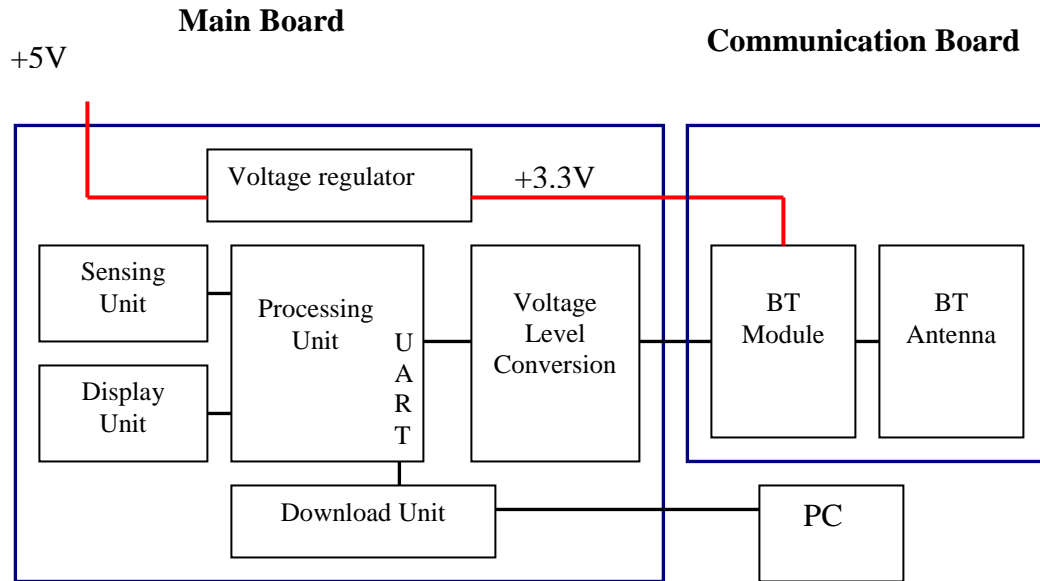 Main Board
Communication Board
+5V
Voltage regulator
+3.3V
Sensing
Unit
Processing
Unit
U
A
R
T
Voltage
Level
Conversion
BT
Module
BT
Antenna
Display
Unit
Download Unit
PC